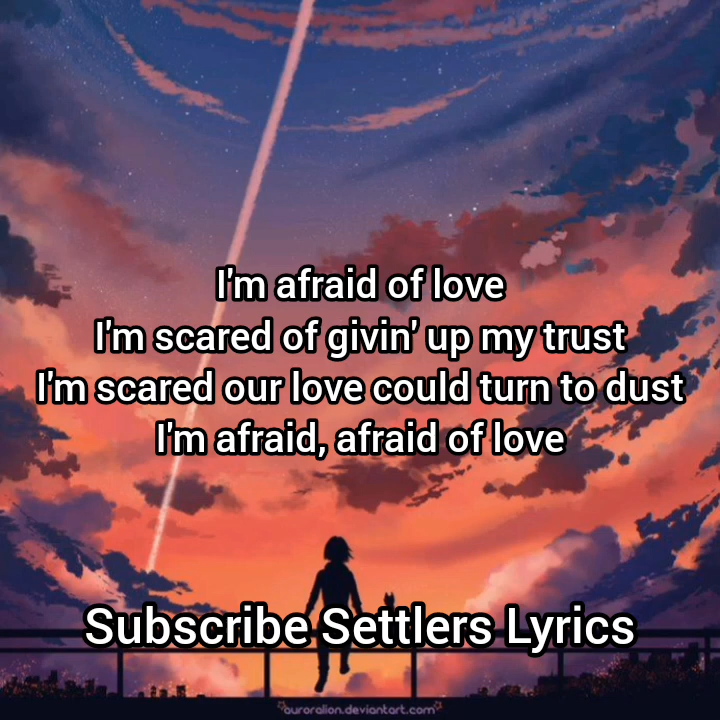 I'm afraid of love
I'm scared of givin' up my trust
I'm scared our love could turn to dust
I'm afraid, afraid of love
Subscribe Settlers Lyrics
auroralion.deviantart.com